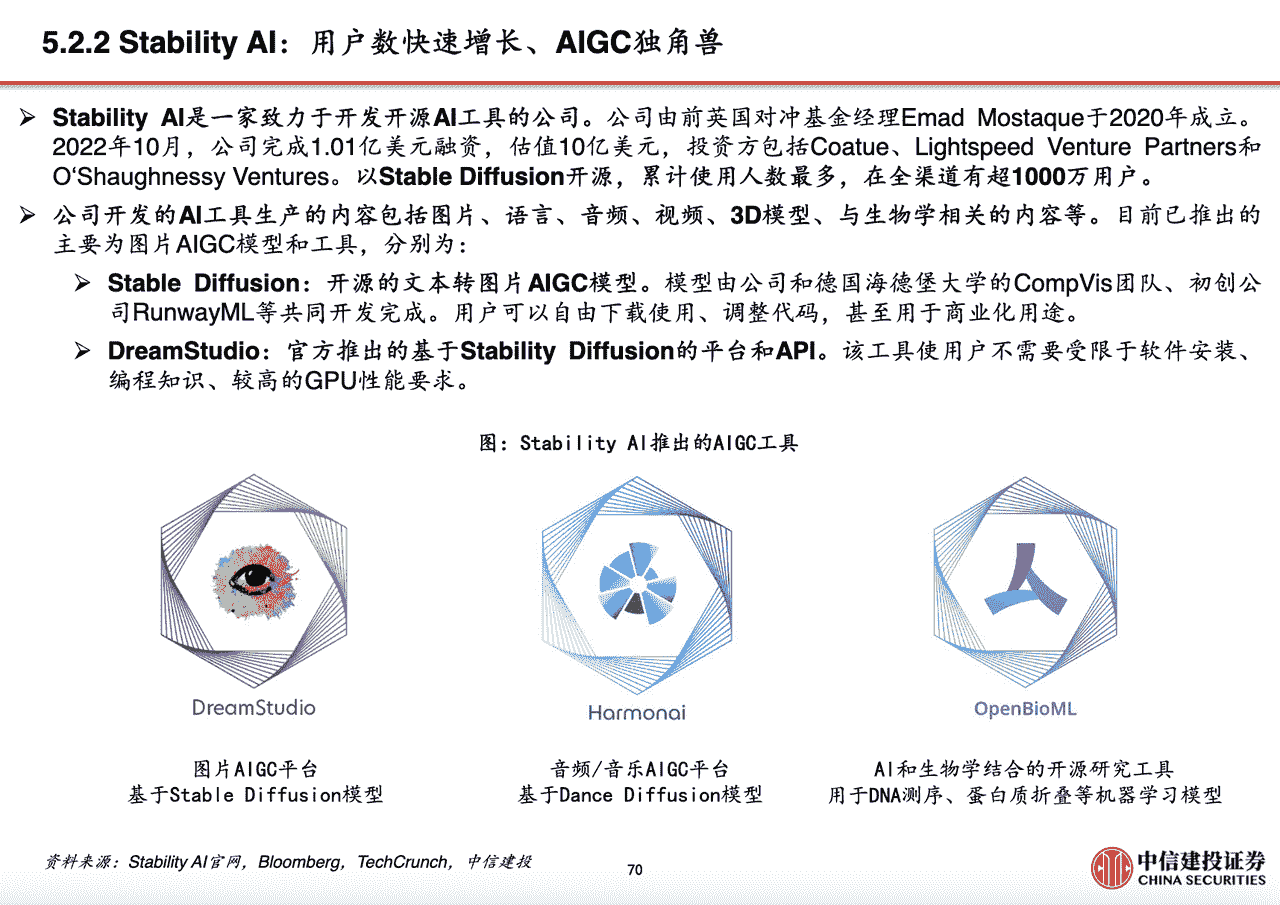 5.2.2 Stability AI：用户数快速增长、AIGC独角兽
➢ Stability AI是一家致力于开发开源AI工具的公司。公司由前英国对冲基金经理Emad Mostaque于2020年成立。
2022年10月，公司完成1.01亿美元融资，估值10亿美元，投资方包括Coatue、Lightspeed Venture Partners和
O‘Shaughnessy Ventures。以Stable Diffusion开源，累计使用人数最多，在全渠道有超1000万用户。
➢ 公司开发的AI工具生产的内容包括图片、语言、音频、视频、3D模型、与生物学相关的内容等。目前已推出的
主要为图片AIGC模型和工具，分别为：
➢ Stable Diffusion：开源的文本转图片AIGC模型。模型由公司和德国海德堡大学的CompVis团队、初创公
司RunwayML等共同开发完成。用户可以自由下载使用、调整代码，甚至用于商业化用途。
➢ DreamStudio：官方推出的基于Stability Diffusion的平台和API。该工具使用户不需要受限于软件安装、
编程知识、较高的GPU性能要求。
图：Stability AI推出的AIGC工具
DreamStudio
Harmonai
OpenBioML
图片AIGC平台
基于Stable Diffusion模型
音频/音乐AIGC平台
基于Dance Diffusion模型
AI和生物学结合的开源研究工具
用于DNA测序、蛋白质折叠等机器学习模型
资料来源：Stability AI官网，Bloomberg，TechCrunch，中信建投
70
中信建投证券
CHINA SECURITIES